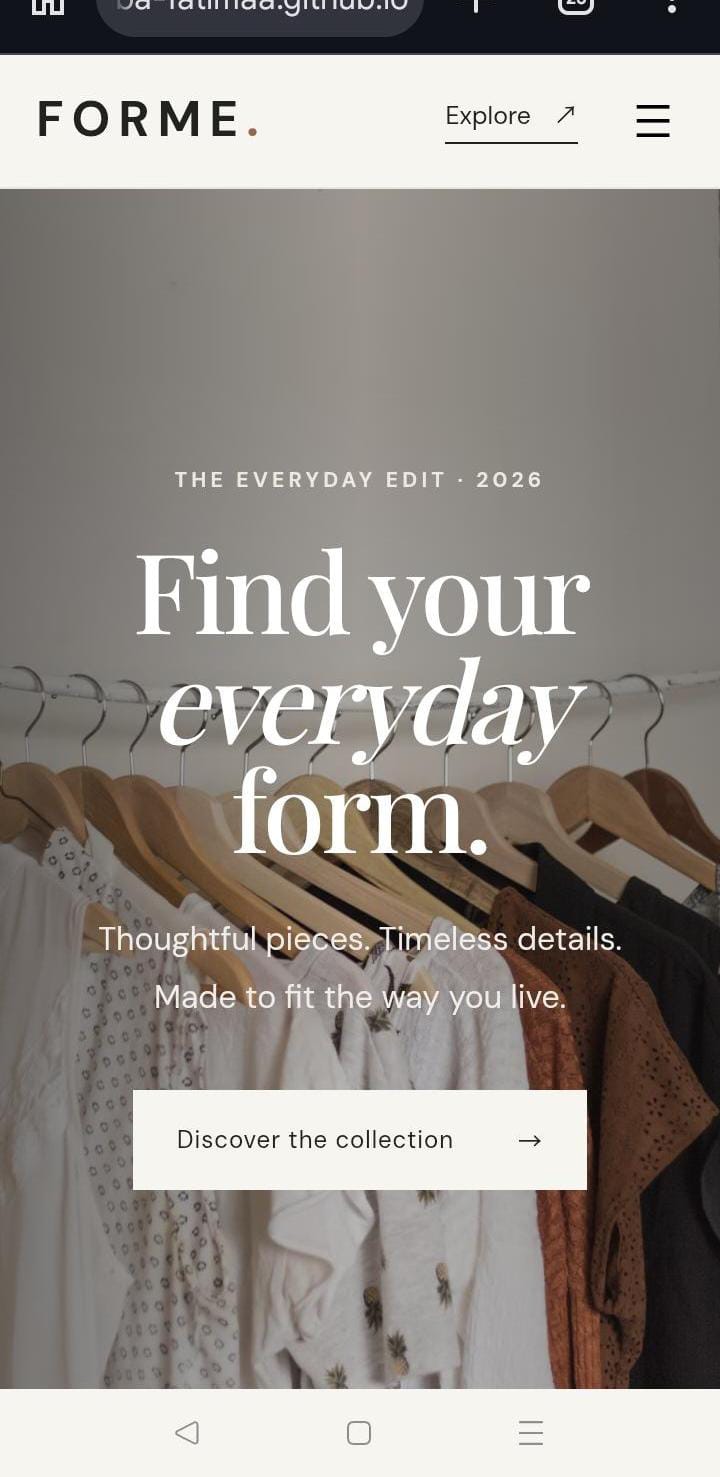 FORME.
Explore ↗
THE EVERYDAY EDIT · 2026
Find your
everyday
form.
Thoughtful pieces. Timeless details.
Made to fit the way you live.
Discover the collection →